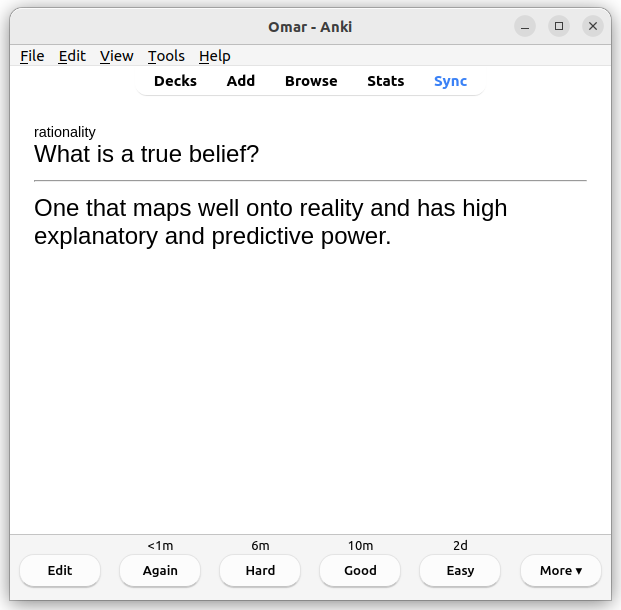 Omar - Anki
File Edit View Tools Help
Decks Add Browse Stats Sync
rationality
What is a true belief?
One that maps well onto reality and has high
explanatory and predictive power.
<1m 6m 10m 2d
Edit Again Hard Good Easy More ▾